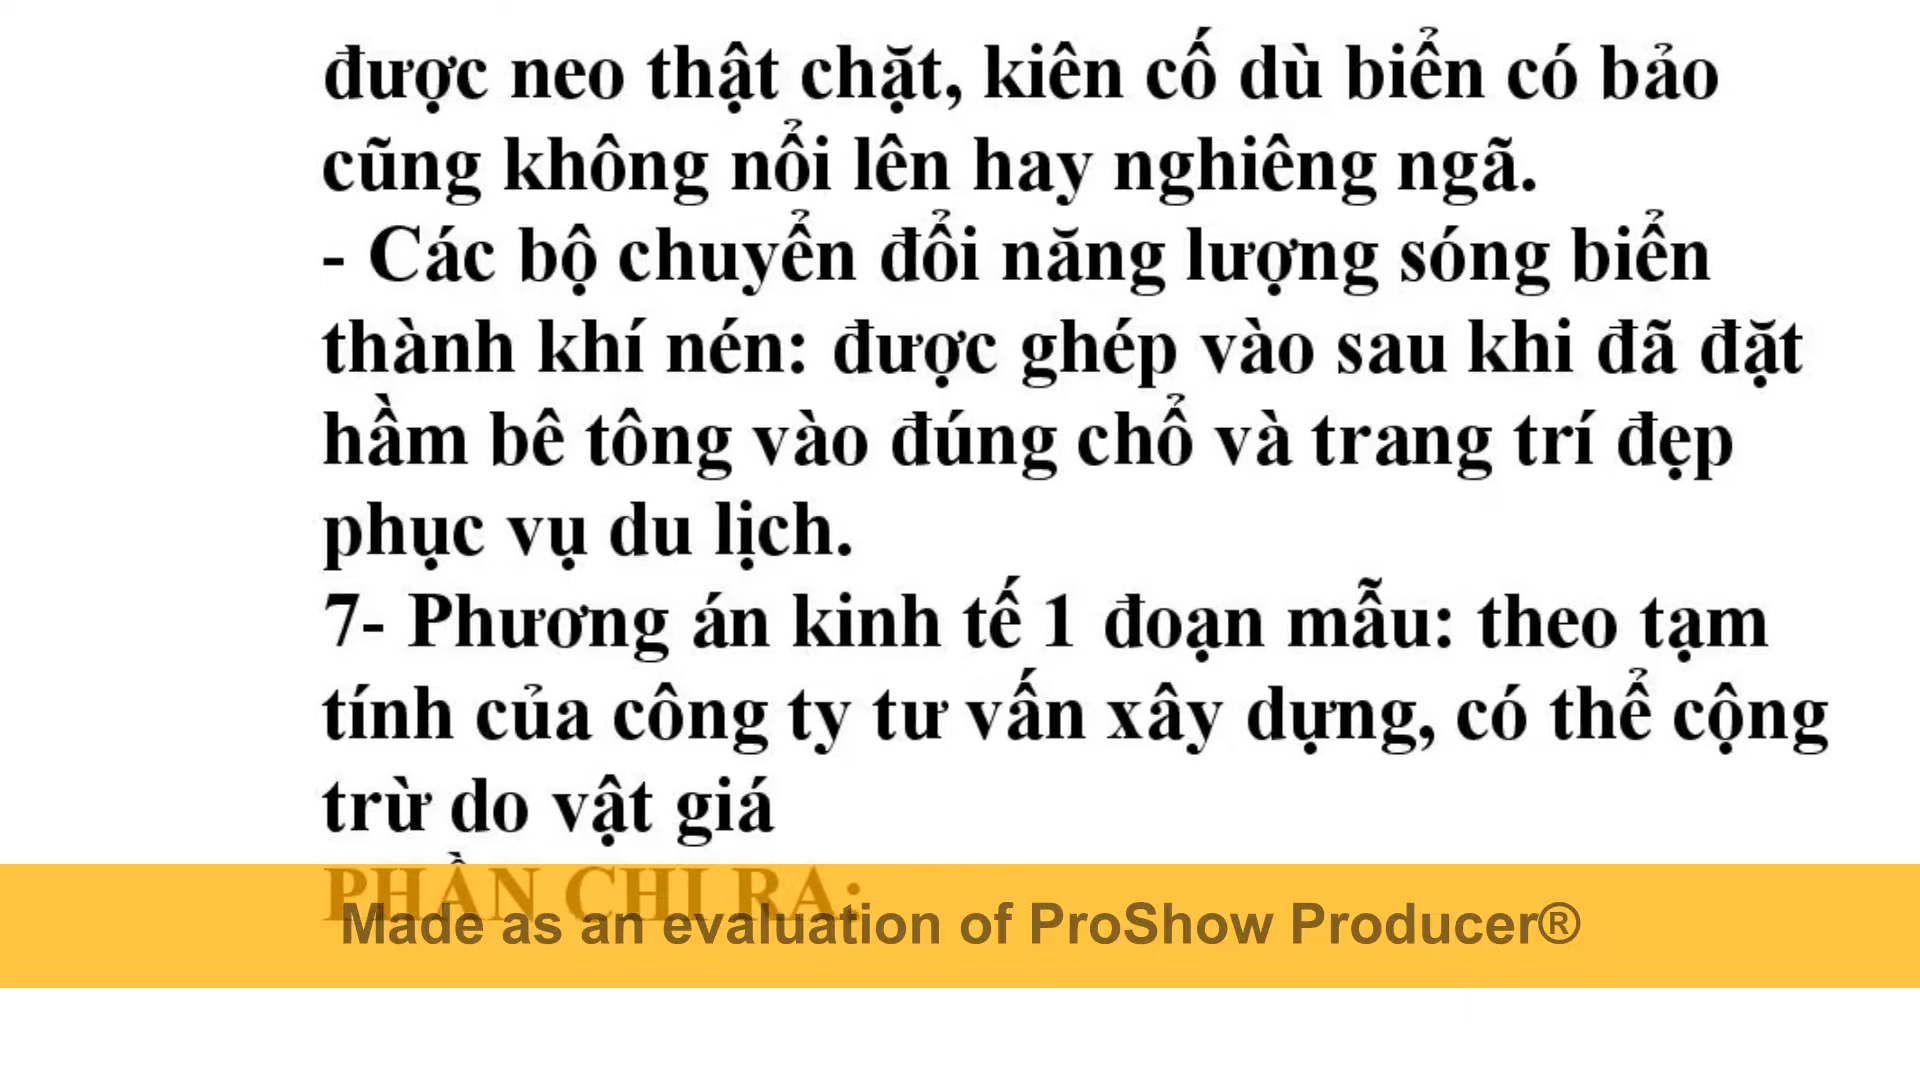 được neo thật chặt, kiên cố dù biển có bảo
cũng không nổi lên hay nghiêng ngã.
- Các bộ chuyển đổi năng lượng sóng biển
thành khí nén: được ghép vào sau khi đã đặt
hầm bê tông vào đúng chổ và trang trí đẹp
phục vụ du lịch.
7- Phương án kinh tế 1 đoạn mẫu: theo tạm
tính của công ty tư vấn xây dựng, có thể cộng
trừ do vật giá
PHẦN CHI RA:
Made as an evaluation of ProShow Producer®